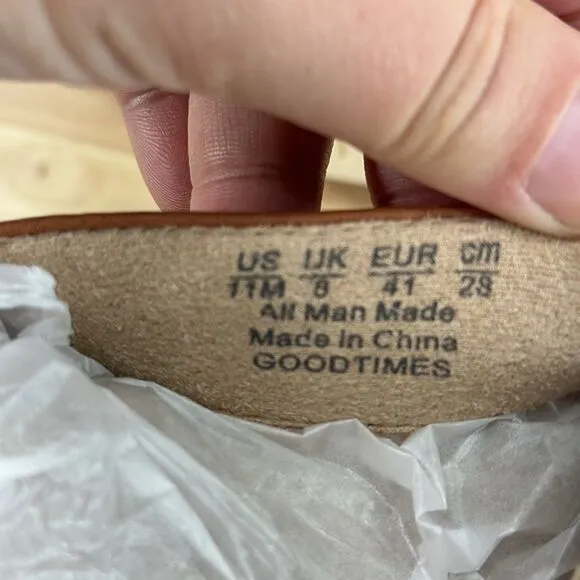 US UK EUR cm
11M 8 41 28
All Man Made
Made in China
GOODTIMES